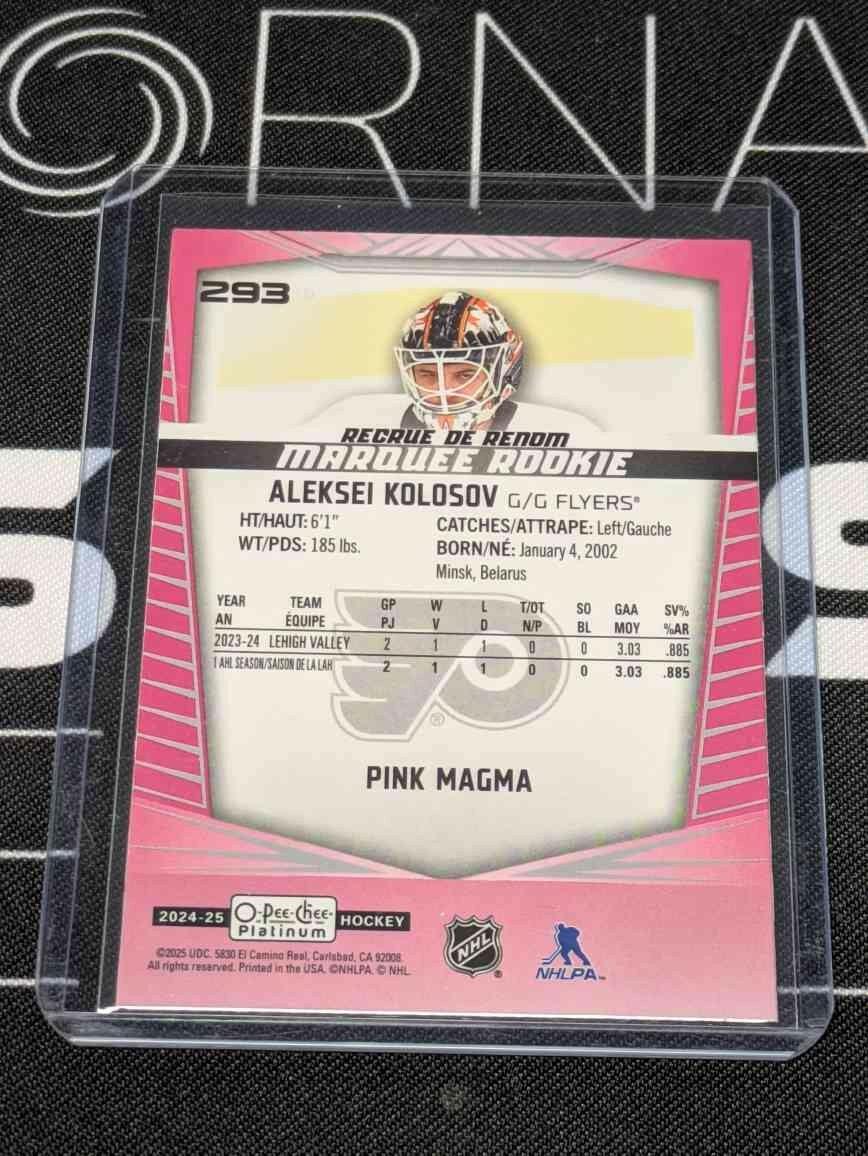 ORNA
293
RECRUE DE RENOM
MARQUEE ROOKIE
ALEKSEI KOLOSOV G/G FLYERS®
HT/HAUT: 6'1" CATCHES/ATTRAPE: Left/Gauche
WT/PDS: 185 lbs. BORN/NÉ: January 4, 2002
Minsk, Belarus
YEAR TEAM GP W L T/OT SO GAA SV%
AN ÉQUIPE PJ V D N/P BL MOY %AR
2023-24 LEHIGH VALLEY 2 1 1 0 0 3.03 .885
1 AHL SEASON/SAISON DE LA LAH 2 1 1 0 0 3.03 .885
®
PINK MAGMA
2024-25 O-Pee-Chee Platinum HOCKEY
©2025 UDC. 5830 El Camino Real, Carlsbad, CA 92008.
All rights reserved. Printed in the USA. ©NHLPA. © NHL.
NHL ®
NHLPA™